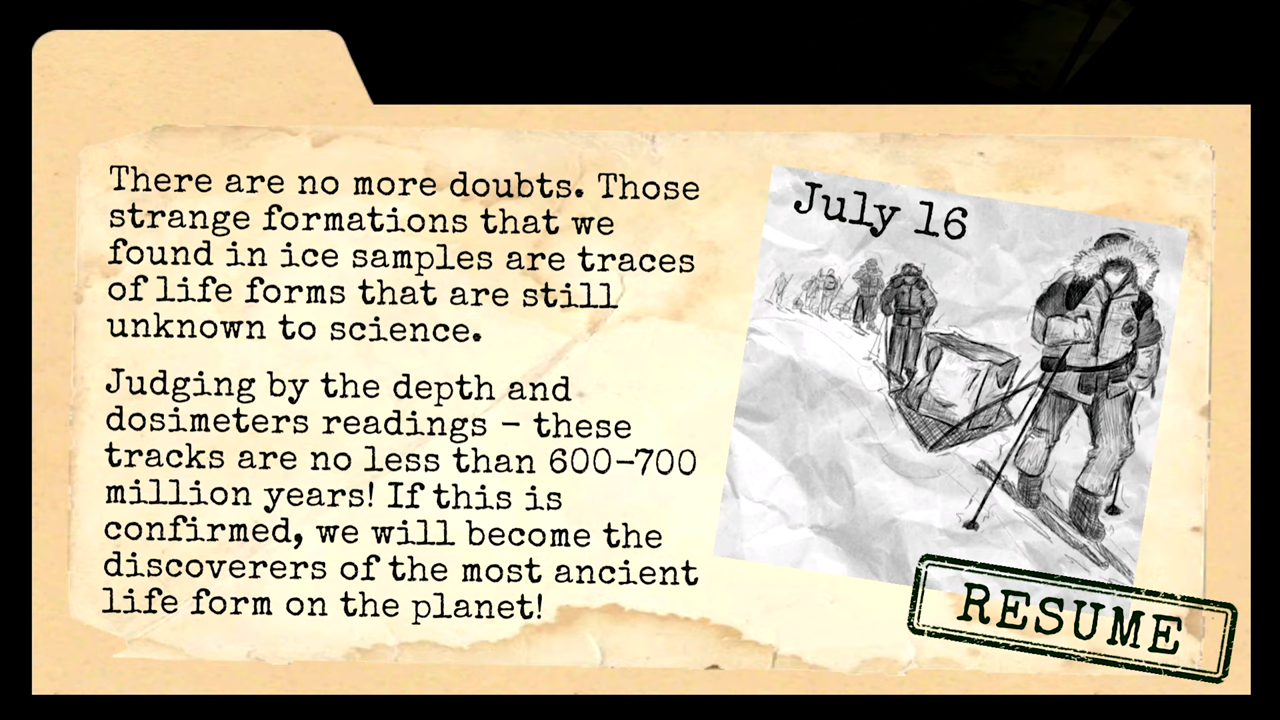 There are no more doubts. Those
strange formations that we
found in ice samples are traces
of life forms that are still
unknown to science.
Judging by the depth and
dosimeters readings – these
tracks are no less than 600–700
million years! If this is
confirmed, we will become the
discoverers of the most ancient
life form on the planet!
July 16
RESUME